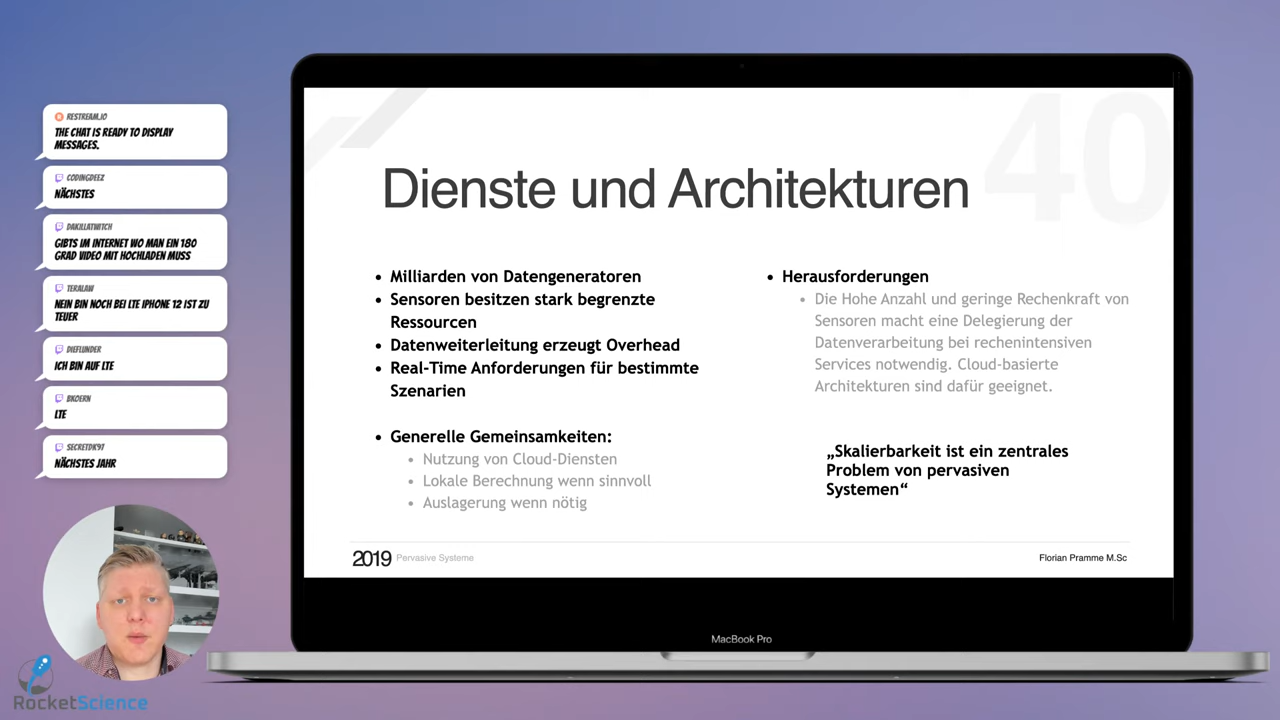 RESTREAM.IO
THE CHAT IS READY TO DISPLAY
MESSAGES.
CODINGDEEZ
NÄCHSTES
DAKILLATWITCH
GIBTS IM INTERNET WO MAN EIN 180
GRAD VIDEO MIT HOCHLADEN MUSS
TERALAW
NEIN BIN NOCH BEI LTE IPHONE 12 IST ZU
TEUER
DIEFLUNDER
ICH BIN AUF LTE
BKOERN
LTE
SECRETDK97
NÄCHSTES JAHR
RocketScience
40
Dienste und Architekturen
• Milliarden von Datengeneratoren
• Sensoren besitzen stark begrenzte
Ressourcen
• Datenweiterleitung erzeugt Overhead
• Real-Time Anforderungen für bestimmte
Szenarien
• Generelle Gemeinsamkeiten:
• Nutzung von Cloud-Diensten
• Lokale Berechnung wenn sinnvoll
• Auslagerung wenn nötig
• Herausforderungen
• Die Hohe Anzahl und geringe Rechenkraft von
Sensoren macht eine Delegierung der
Datenverarbeitung bei rechenintensiven
Services notwendig. Cloud-basierte
Architekturen sind dafür geeignet.
„Skalierbarkeit ist ein zentrales
Problem von pervasiven
Systemen“
2019 Pervasive Systeme
Florian Pramme M.Sc
MacBook Pro